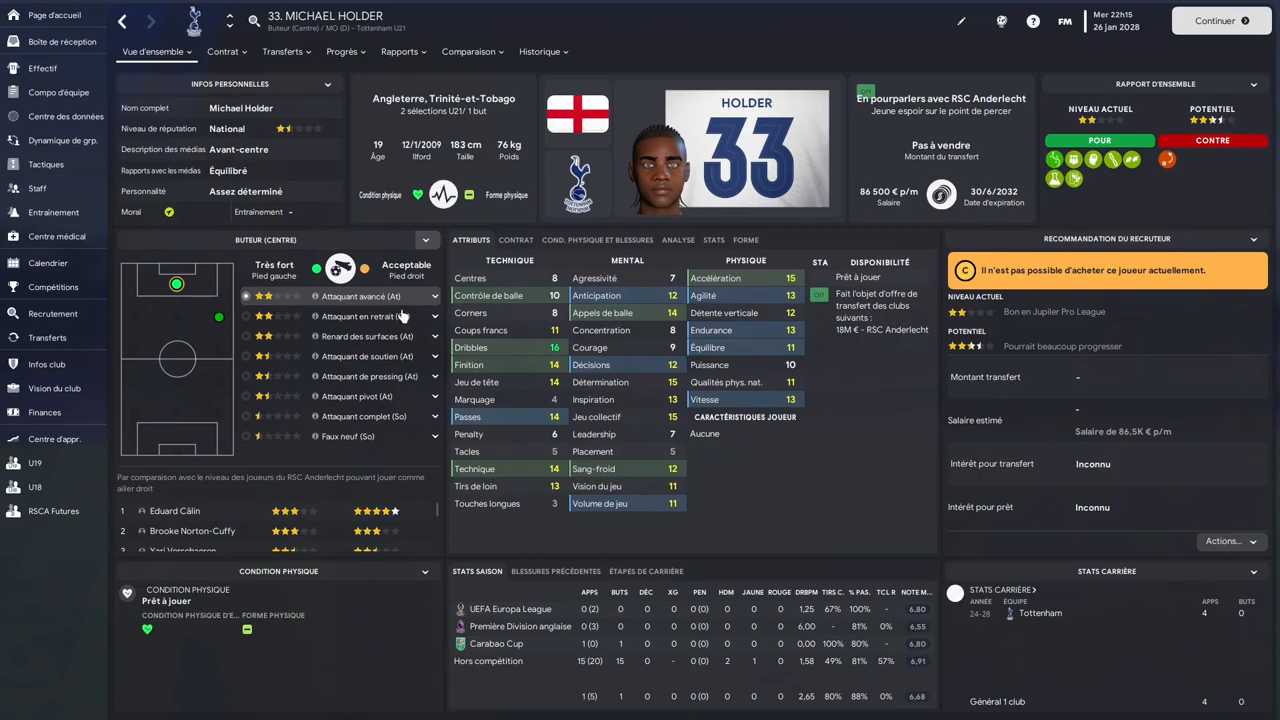 Page d'accueil
Boîte de réception
Effectif
Compo d'équipe
Centre des données
Dynamique de grp.
Matches
Tactiques
Staff
Entraînement
Centre médical
Calendrier
Compétitions
Recrutement
Transferts
Infos club
Vision du club
Finances
Centre d'appr.
U19
U18
RSCA Futures
33. MICHAEL HOLDER
Buteur (Centre) / MO (D) - Tottenham U21
FM
Mer 22h15
26 jan 2028
Continuer
Vue d'ensemble
Contrat
Transferts
Progrès
Rapports
Comparaison
Historique
INFOS PERSONNELLES
Nom complet Michael Holder
Niveau de réputation National
Description des médias Avant-centre
Rapports avec les médias Équilibré
Personnalité Assez déterminé
Moral
Entraînement -
Angleterre, Trinité-et-Tobago
2 sélections U21/ 1 but
19 12/1/2009 183 cm 76 kg
Âge Ilford Taille Poids
Condition physique
Forme physique
HOLDER
33
Off
En pourparlers avec RSC Anderlecht
Jeune espoir sur le point de percer
Pas à vendre
Montant du transfert
86 500 € p/m 30/6/2032
Salaire Date d'expiration
RAPPORT D'ENSEMBLE
NIVEAU ACTUEL POTENTIEL
POUR CONTRE
BUTEUR (CENTRE)
Très fort
Pied gauche
Acceptable
Pied droit
Attaquant avancé (At)
Attaquant en retrait
Renard des surfaces (At)
Attaquant de soutien (At)
Attaquant de pressing (At)
Attaquant pivot (At)
Attaquant complet (So)
Faux neuf (So)
Par comparaison avec le niveau des joueurs du RSC Anderlecht pouvant jouer comme
ailier droit
1 Eduard Călin
2 Brooke Norton-Cuffy
3 Yari Verschaeren
ATTRIBUTS CONTRAT COND. PHYSIQUE ET BLESSURES ANALYSE STATS FORME
TECHNIQUE
Centres 8
Contrôle de balle 10
Corners 8
Coups francs 11
Dribbles 16
Finition 14
Jeu de tête 14
Marquage 4
Passes 14
Penalty 6
Tacles 5
Technique 14
Tirs de loin 13
Touches longues 3
MENTAL
Agressivité 7
Anticipation 12
Appels de balle 14
Concentration 8
Courage 9
Décisions 12
Détermination 15
Inspiration 13
Jeu collectif 15
Leadership 7
Placement 5
Sang-froid 12
Vision du jeu 11
Volume de jeu 11
PHYSIQUE
Accélération 15
Agilité 13
Détente verticale 12
Endurance 13
Équilibre 11
Puissance 10
Qualités phys. nat. 11
Vitesse 13
CARACTÉRISTIQUES JOUEUR
Aucune
STA DISPONIBILITÉ
Prêt à jouer
Off Fait l'objet d'offre
de transfert des clubs
suivants :
18M € - RSC Anderlecht
RECOMMANDATION DU RECRUTEUR
C Il n'est pas possible d'acheter ce joueur actuellement.
NIVEAU ACTUEL
Bon en Jupiler Pro League
POTENTIEL
Pourrait beaucoup progresser
Montant transfert -
Salaire estimé -
Salaire de 86,5K € p/m
Intérêt pour transfert Inconnu
Intérêt pour prêt Inconnu
Actions...
CONDITION PHYSIQUE
CONDITION PHYSIQUE
Prêt à jouer
CONDITION PHYSIQUE D'E... FORME PHYSIQUE
STATS SAISON BLESSURES PRÉCÉDENTES ÉTAPES DE CARRIÈRE
APPS BUTS DÉC XG PEN DRBPM TIRS C. % PAS. HDM JAUNE ROUGE TCL R NOTE M...
UEFA Europa League 0 (2) 0 0 0 0 (0) 1,25 67% 100% - 0 0 - 6,80
Première Division anglaise 0 (3) 0 0 0 0 (0) 6,00 - 81% 0 0 0 0% 6,55
Carabao Cup 1 (0) 1 0 0 0 (0) 0,00 100% 80% 0 0 0 - 6,80
Hors compétition 15 (20) 15 0 - 0 (0) 1,58 49% 81% 2 1 0 57% 6,91
1 (5) 1 0 0 0 (0) 2,65 80% 88% 0 0 0 0% 6,68
STATS CARRIÈRE
STATS CARRIÈRE
ANNÉE ÉQUIPE APPS BUTS
24-28 Tottenham 4 0
Général 1 club 4 0